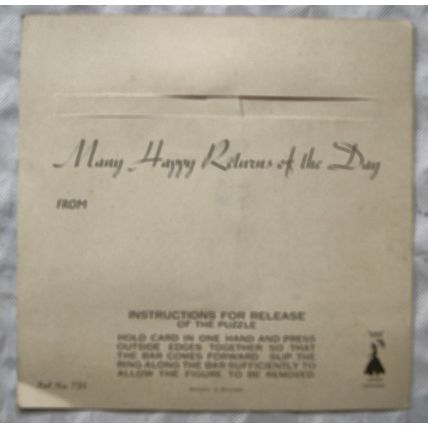 Many Happy Returns of the Day
FROM
INSTRUCTIONS FOR RELEASE
OF THE PUZZLE
HOLD CARD IN ONE HAND AND PRESS
OUTSIDE EDGES TOGETHER SO THAT
THE BAR COMES FORWARD SLIP THE
RING ALONG THE BAR SUFFICIENTLY TO
ALLOW THE FIGURE TO BE REMOVED
Ref No.